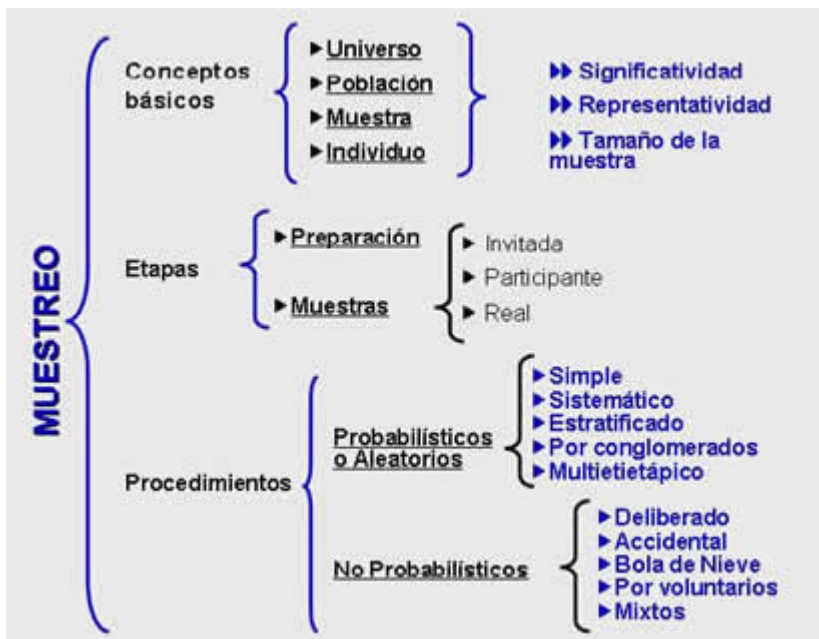 MUESTREO
Conceptos
básicos
Universo
Población
Muestra
Individuo
Significatividad
Representatividad
Tamaño de la
muestra
Etapas
Preparación
Muestras
Invitada
Participante
Real
Procedimientos
Probabilísticos
o Aleatorios
Simple
Sistemático
Estratificado
Por conglomerados
Multietietápico
No Probabilísticos
Deliberado
Accidental
Bola de Nieve
Por voluntarios
Mixtos